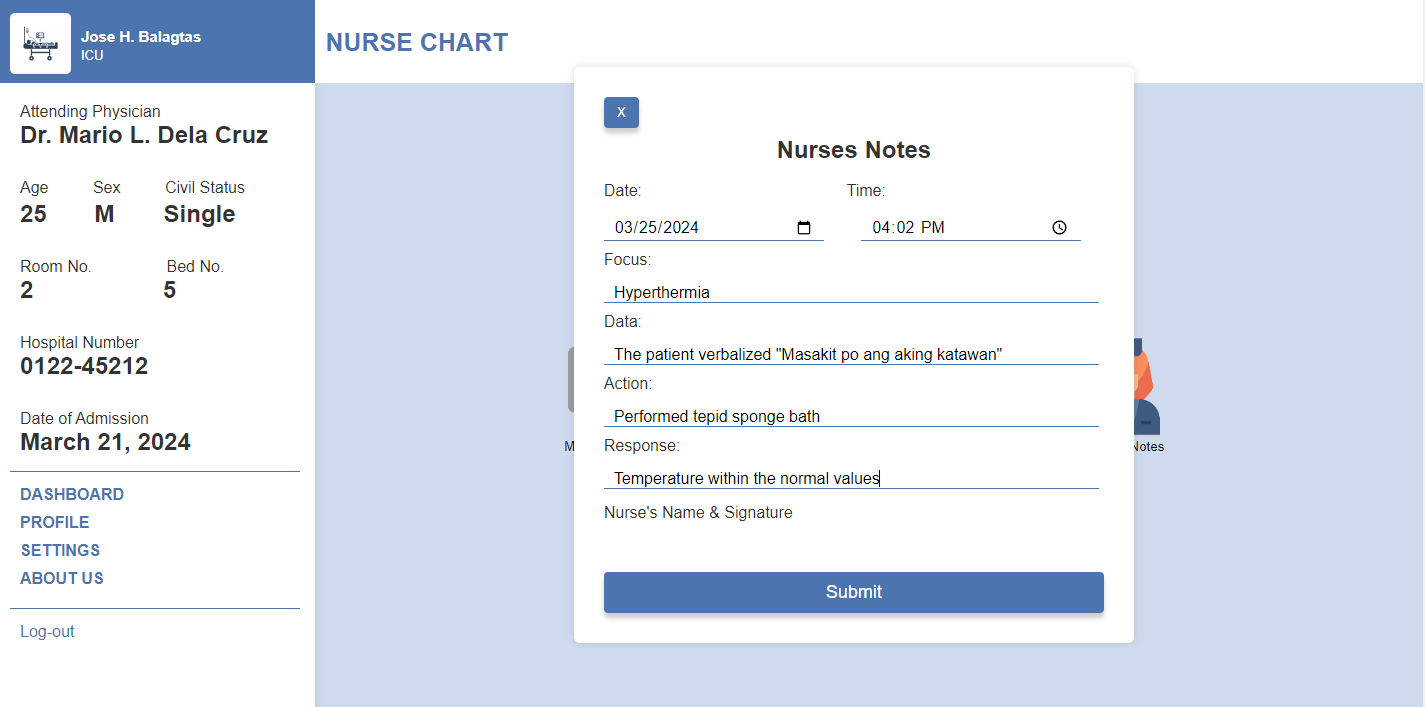 Jose H. Balagtas
ICU
NURSE CHART
Attending Physician
Dr. Mario L. Dela Cruz
Age Sex Civil Status
25 M Single
Room No. Bed No.
2 5
Hospital Number
0122-45212
Date of Admission
March 21, 2024
DASHBOARD
PROFILE
SETTINGS
ABOUT US
Log-out
X
Nurses Notes
Date: Time:
03/25/2024 04:02 PM
Focus:
Hyperthermia
Data:
The patient verbalized "Masakit po ang aking katawan"
Action:
Performed tepid sponge bath
Response:
Temperature within the normal values
Nurse's Name & Signature
Submit
Notes